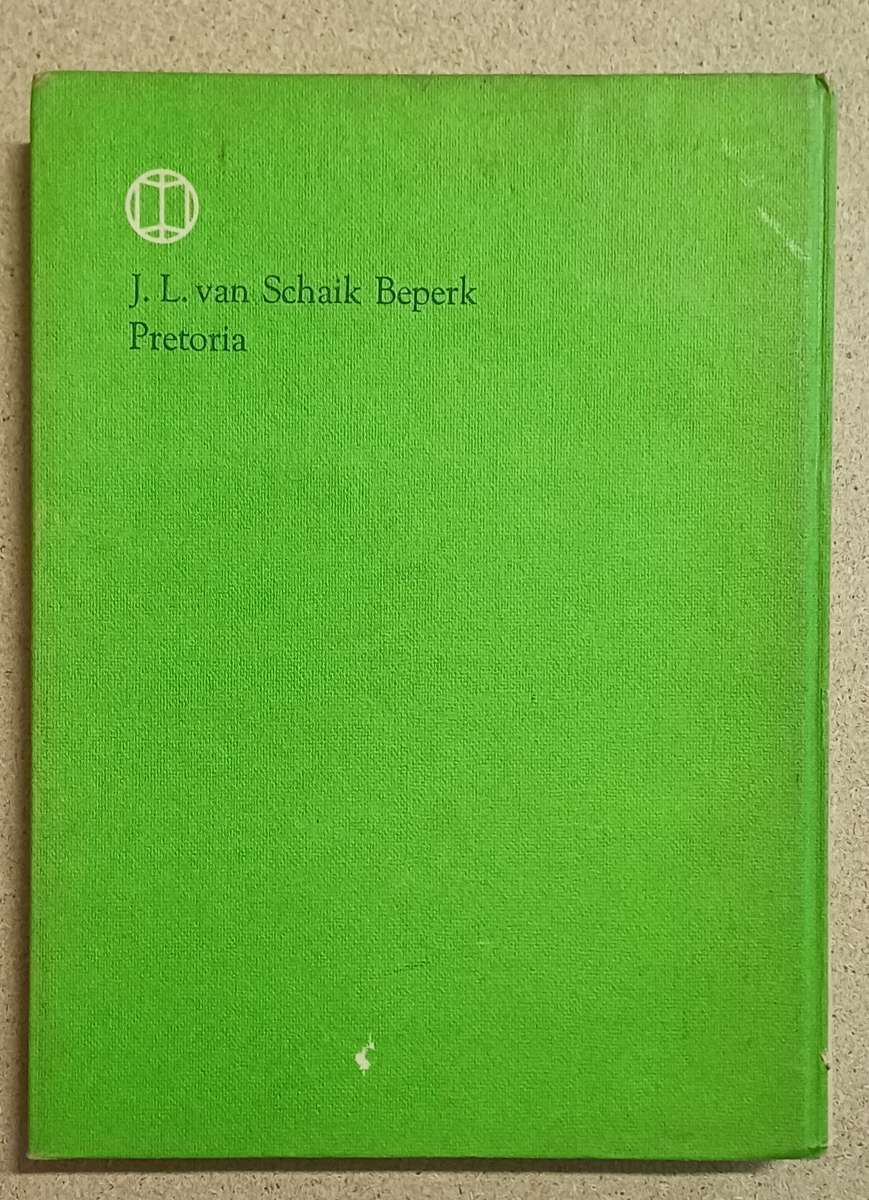 J. L. van Schaik Beperk
Pretoria